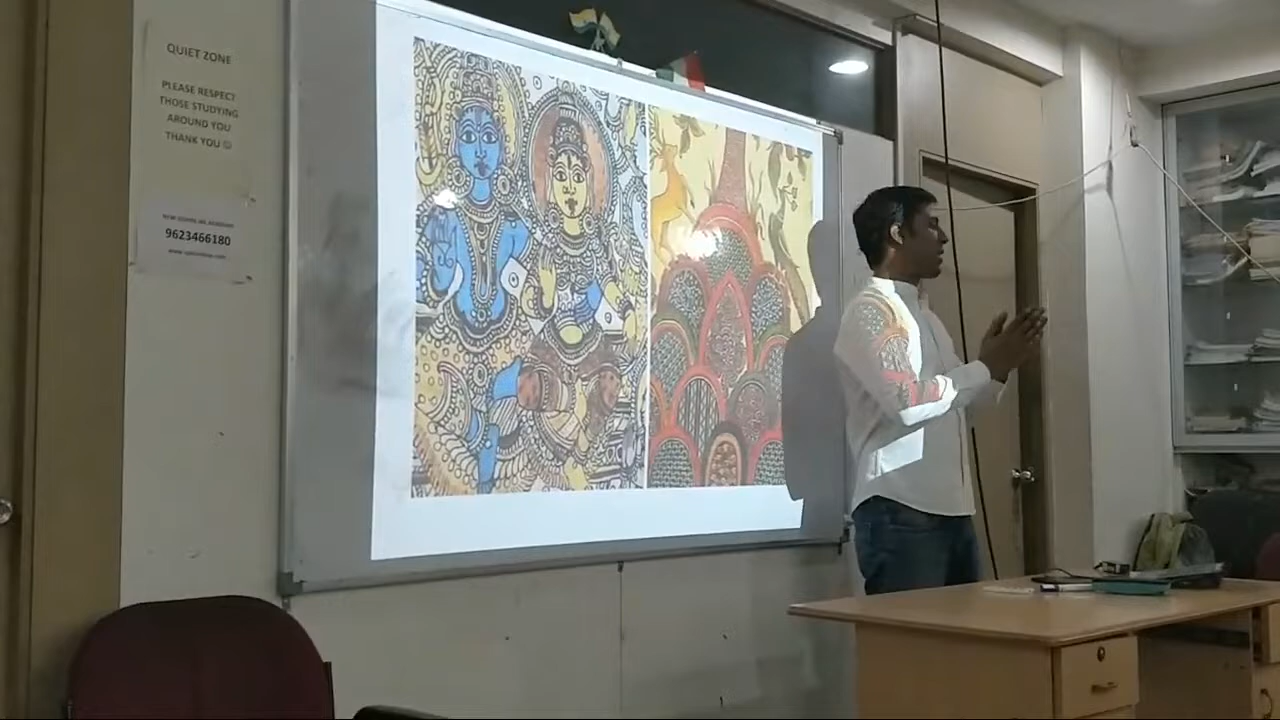 QUIET ZONE
PLEASE RESPECT
THOSE STUDYING
AROUND YOU
THANK YOU ☺
9623466180